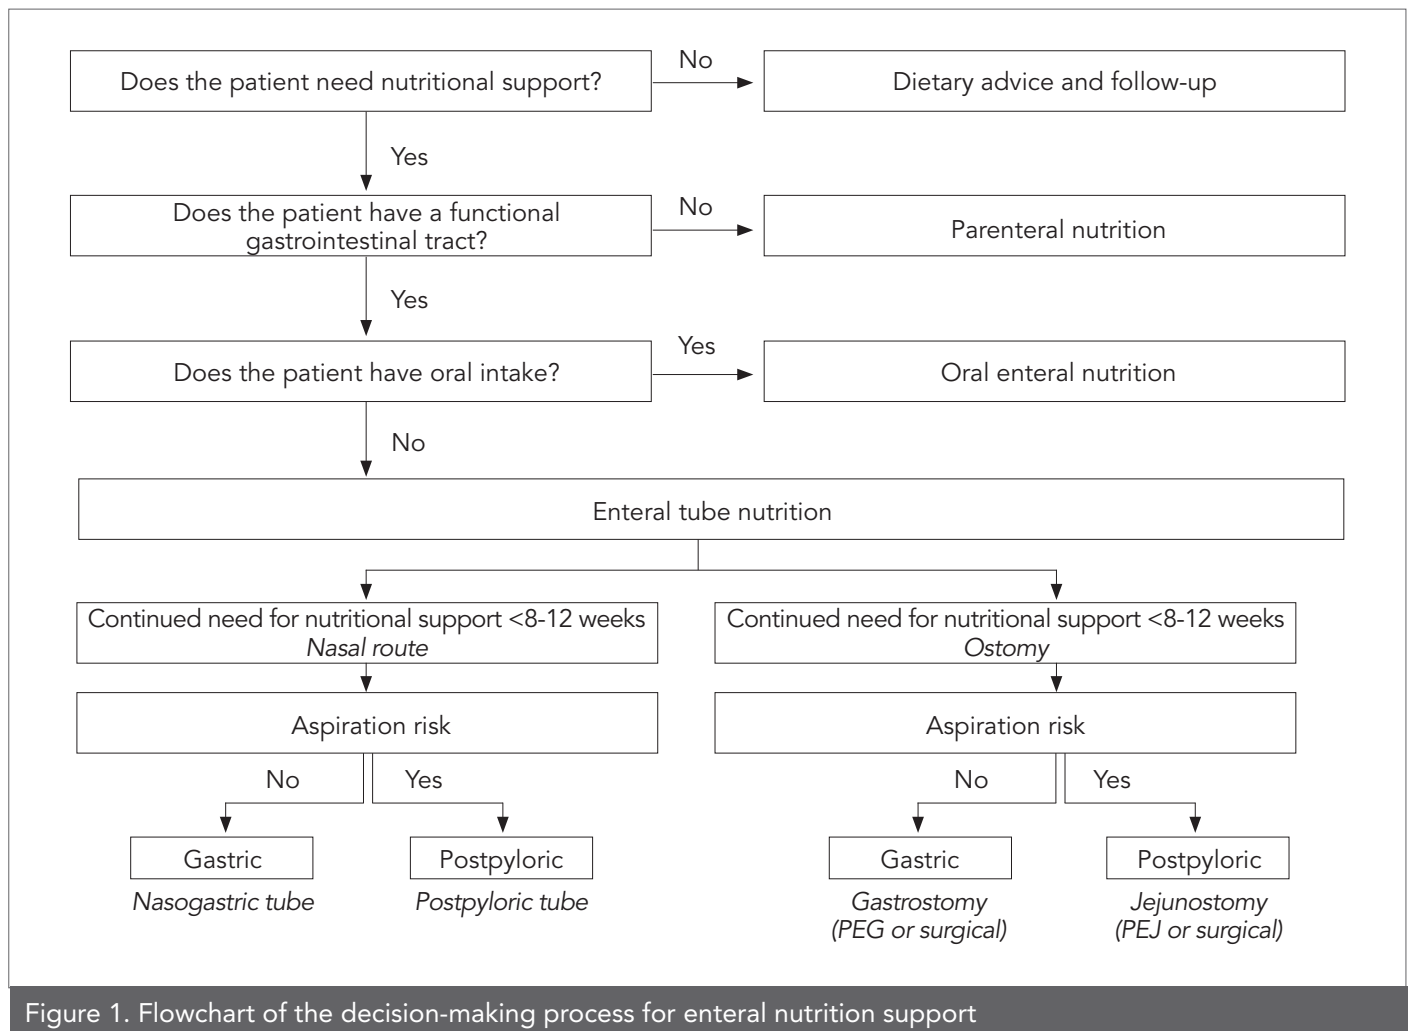 Does the patient need nutritional support?
No
Dietary advice and follow-up
Yes
Does the patient have a functional
gastrointestinal tract?
No
Parenteral nutrition
Yes
Does the patient have oral intake?
Yes
Oral enteral nutrition
No
Enteral tube nutrition
Continued need for nutritional support <8-12 weeks
Nasal route
Continued need for nutritional support <8-12 weeks
Ostomy
Aspiration risk
Aspiration risk
No
Yes
No
Yes
Gastric
Nasogastric tube
Postpyloric
Postpyloric tube
Gastric
Gastrostomy
(PEG or surgical)
Postpyloric
Jejunostomy
(PEJ or surgical)
Figure 1. Flowchart of the decision-making process for enteral nutrition support